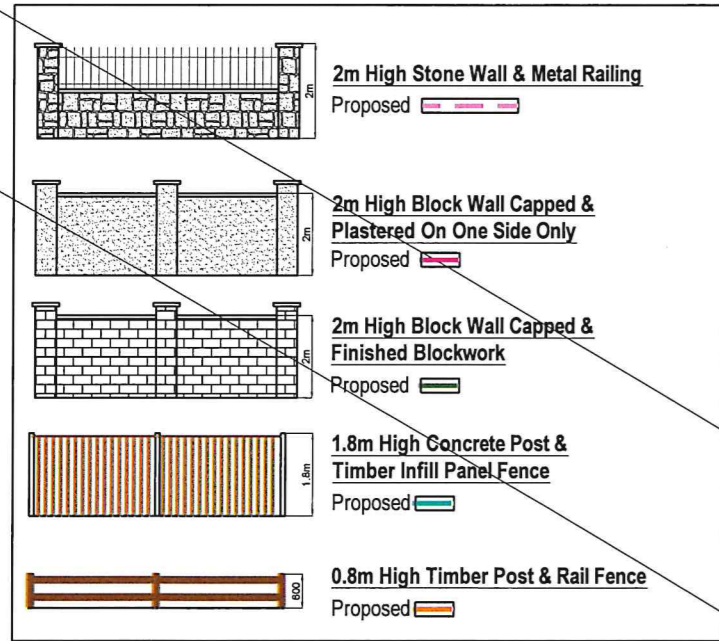 2m
2m High Stone Wall & Metal Railing
Proposed
2m
2m High Block Wall Capped &
Plastered On One Side Only
Proposed
2m
2m High Block Wall Capped &
Finished Blockwork
Proposed
1.8m
1.8m High Concrete Post &
Timber Infill Panel Fence
Proposed
600
0.8m High Timber Post & Rail Fence
Proposed